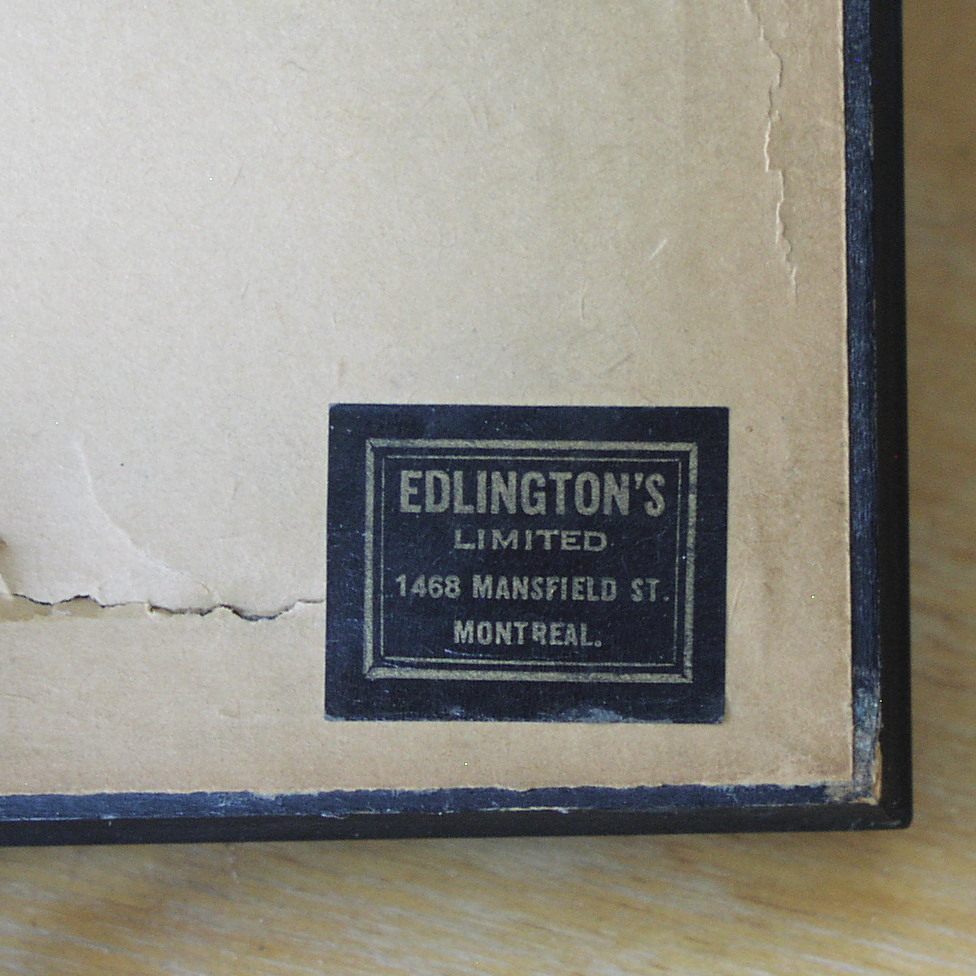 EDLINGTON'S
LIMITED
1468 MANSFIELD ST.
MONTREAL.